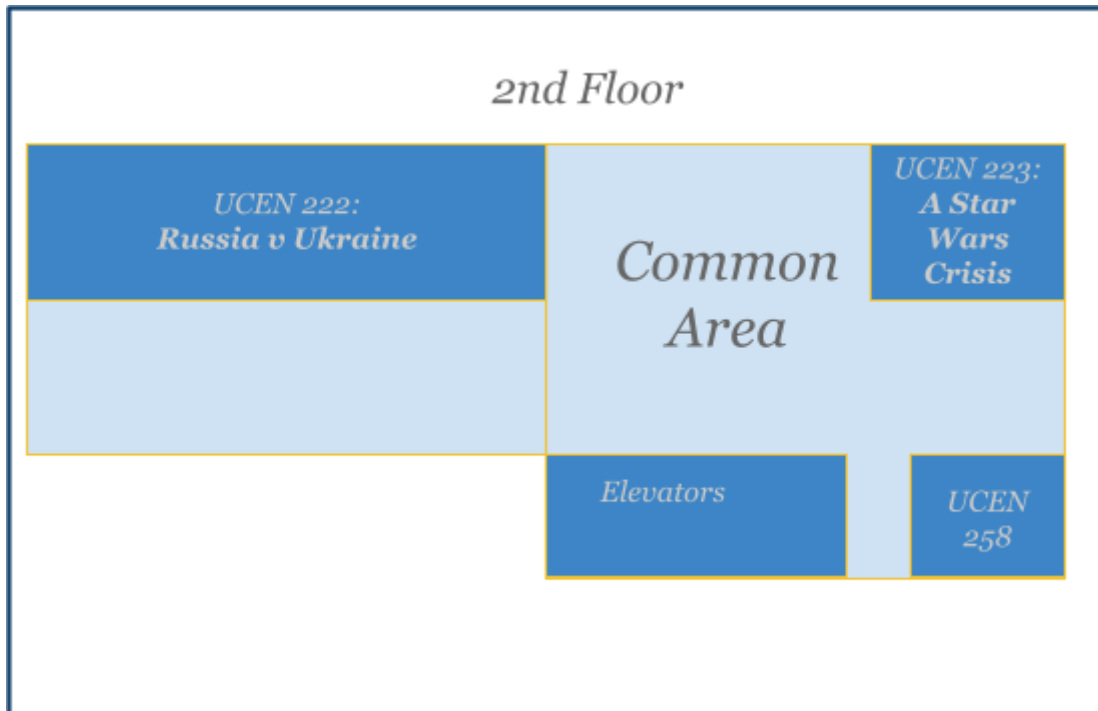 2nd Floor
UCEN 222:
Russia v Ukraine
Common
Area
UCEN 223:
A Star
Wars
Crisis
Elevators
UCEN
258